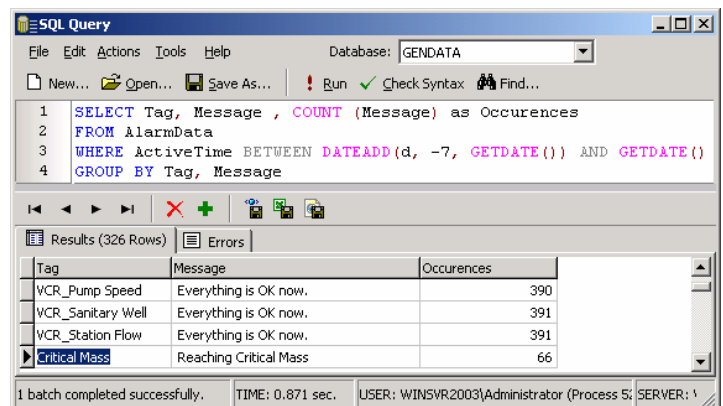 SQL Query
File Edit Actions Tools Help Database: GENDATA
New... Open... Save As... Run Check Syntax Find...
1 SELECT Tag, Message , COUNT (Message) as Occurences
2 FROM AlarmData
3 WHERE ActiveTime BETWEEN DATEADD(d, -7, GETDATE()) AND GETDATE()
4 GROUP BY Tag, Message
Results (326 Rows) Errors
Tag Message Occurences
VCR_Pump Speed Everything is OK now. 390
VCR_Sanitary Well Everything is OK now. 391
VCR_Station Flow Everything is OK now. 391
Critical Mass Reaching Critical Mass 66
1 batch completed successfully. TIME: 0.871 sec. USER: WINSVR2003\Administrator (Process 52 SERVER: